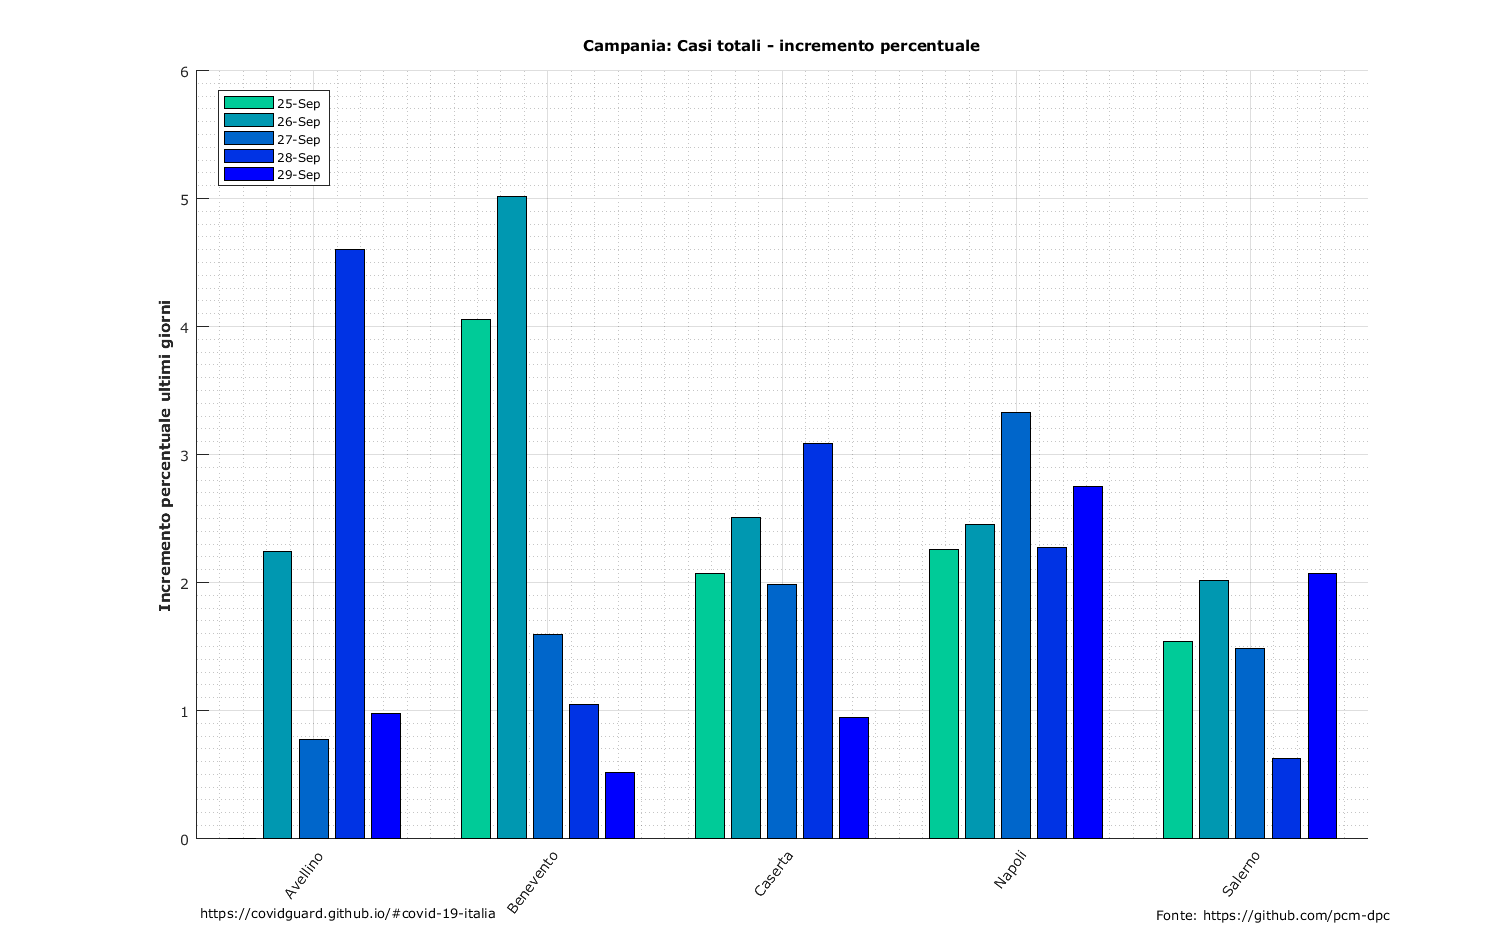 Campania: Casi totali - incremento percentuale
6
5
4
3
2
1
0
25-Sep
26-Sep
27-Sep
28-Sep
29-Sep
Incremento percentuale ultimi giorni
Avellino
Benevento
Caserta
Napoli
Salerno
https://covidguard.github.io/#covid-19-italia
Fonte: https://github.com/pcm-dpc